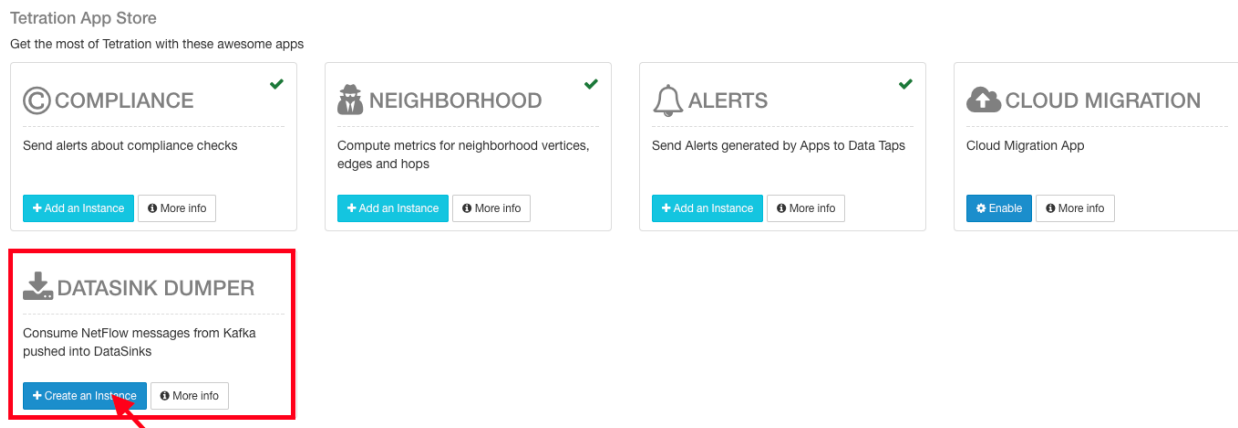 Tetration App Store
Get the most of Tetration with these awesome apps
© COMPLIANCE
Send alerts about compliance checks
+ Add an Instance
More info
NEIGHBORHOOD
Compute metrics for neighborhood vertices,
edges and hops
+ Add an Instance
More info
ALERTS
Send Alerts generated by Apps to Data Taps
+ Add an Instance
More info
CLOUD MIGRATION
Cloud Migration App
Enable
More info
DATASINK DUMPER
Consume NetFlow messages from Kafka
pushed into DataSinks
+ Create an Instance
More info